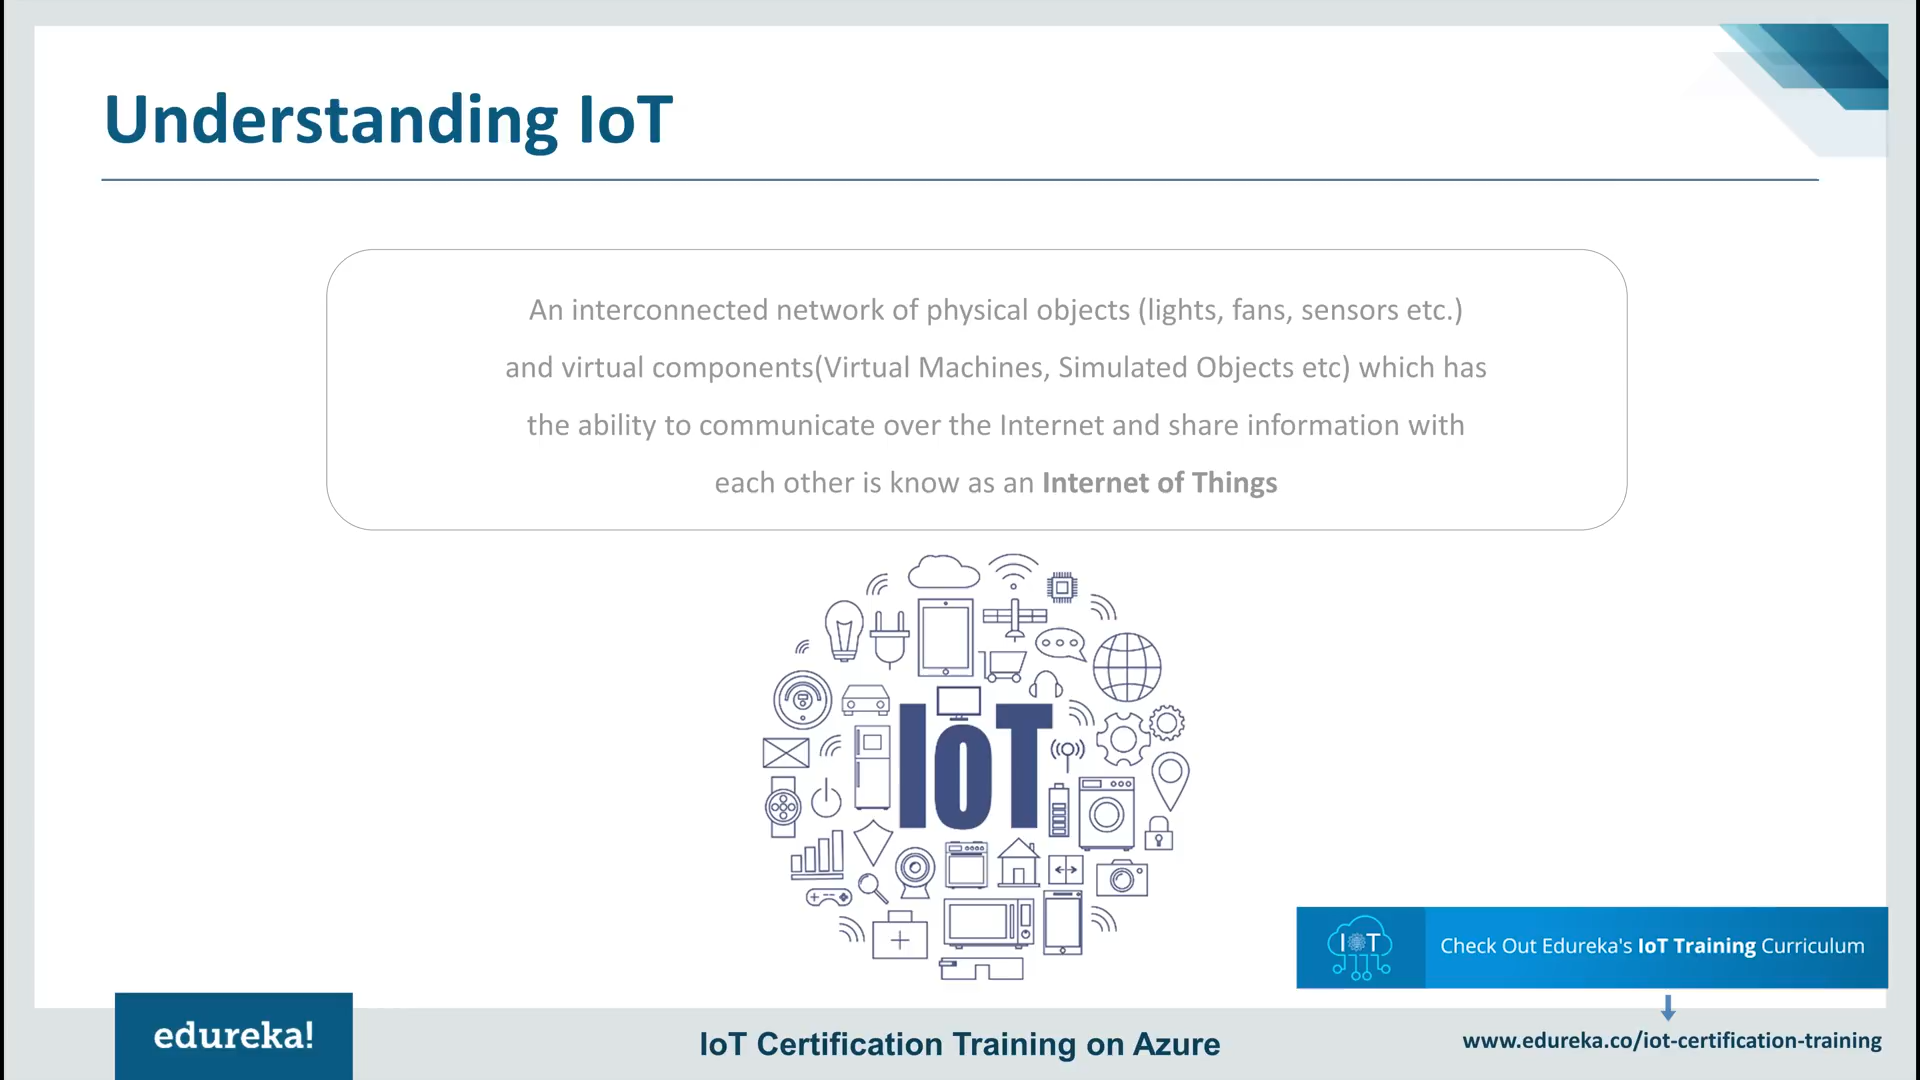 Understanding IoT
An interconnected network of physical objects (lights, fans, sensors etc.)
and virtual components(Virtual Machines, Simulated Objects etc) which has
the ability to communicate over the Internet and share information with
each other is know as an Internet of Things
IoT
IoT
Check Out Edureka's IoT Training Curriculum
edureka!
IoT Certification Training on Azure
www.edureka.co/iot-certification-training